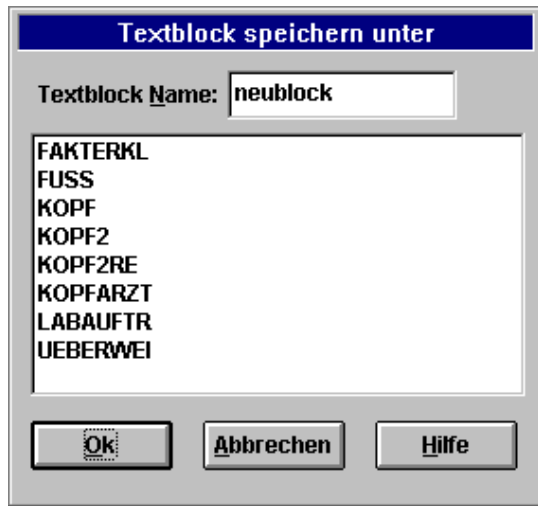 Textblock speichern unter
Textblock Name: neublock
FAKTERKL
FUSS
KOPF
KOPF2
KOPF2RE
KOPFARZT
LABAUFTR
UEBERWEI
Ok Abbrechen Hilfe